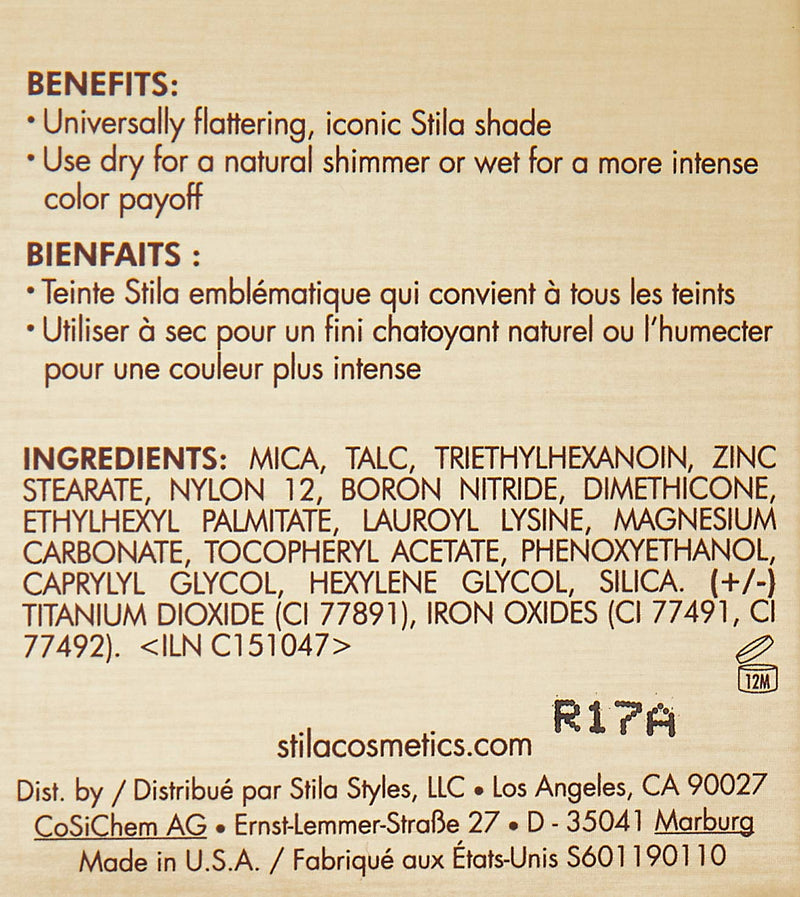 BENEFITS:
• Universally flattering, iconic Stila shade
• Use dry for a natural shimmer or wet for a more intense
color payoff
BIENFAITS :
• Teinte Stila emblématique qui convient à tous les teints
• Utiliser à sec pour un fini chatoyant naturel ou l'humecter
pour une couleur plus intense
INGREDIENTS: MICA, TALC, TRIETHYLHEXANOIN, ZINC
STEARATE, NYLON 12, BORON NITRIDE, DIMETHICONE,
ETHYLHEXYL PALMITATE, LAUROYL LYSINE, MAGNESIUM
CARBONATE, TOCOPHERYL ACETATE, PHENOXYETHANOL,
CAPRYLYL GLYCOL, HEXYLENE GLYCOL, SILICA. (+/-)
TITANIUM DIOXIDE (CI 77891), IRON OXIDES (CI 77491, CI
77492). <ILN C151047>
12M
R17A
stilacosmetics.com
Dist. by / Distribué par Stila Styles, LLC • Los Angeles, CA 90027
CoSiChem AG • Ernst-Lemmer-Straße 27 • D - 35041 Marburg
Made in U.S.A. / Fabriqué aux États-Unis S601190110